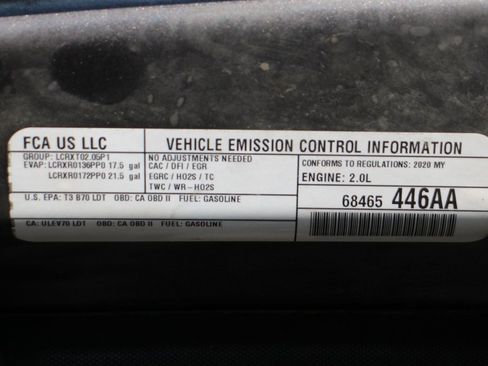 FCA US LLC
VEHICLE EMISSION CONTROL INFORMATION
GROUP: LCRXT02.05P1
EVAP: LCRXR0136PP0 17.5 gal
LCRXR0172PP0 21.5 gal
NO ADJUSTMENTS NEEDED
CAC / DFI / EGR
EGRC / HO2S / TC
TWC / WR-HO2S
CONFORMS TO REGULATIONS: 2020 MY
ENGINE: 2.0L
U.S. EPA: T3 B70 LDT OBD: CA OBD II FUEL: GASOLINE
CA: ULEV70 LDT OBD: CA OBD II FUEL: GASOLINE
68465 446AA